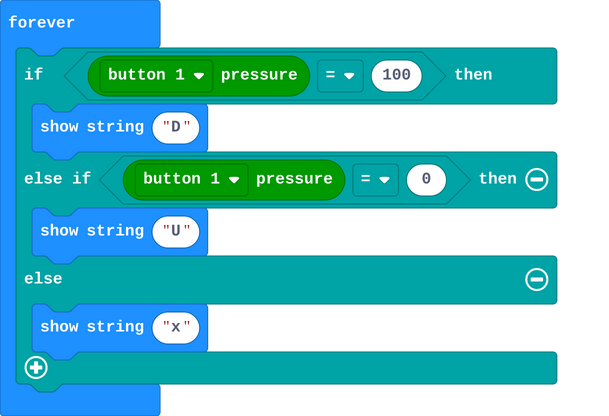 forever
if button 1 pressure = 100 then
show string "D"
else if button 1 pressure = 0 then
show string "U"
else
show string "x"